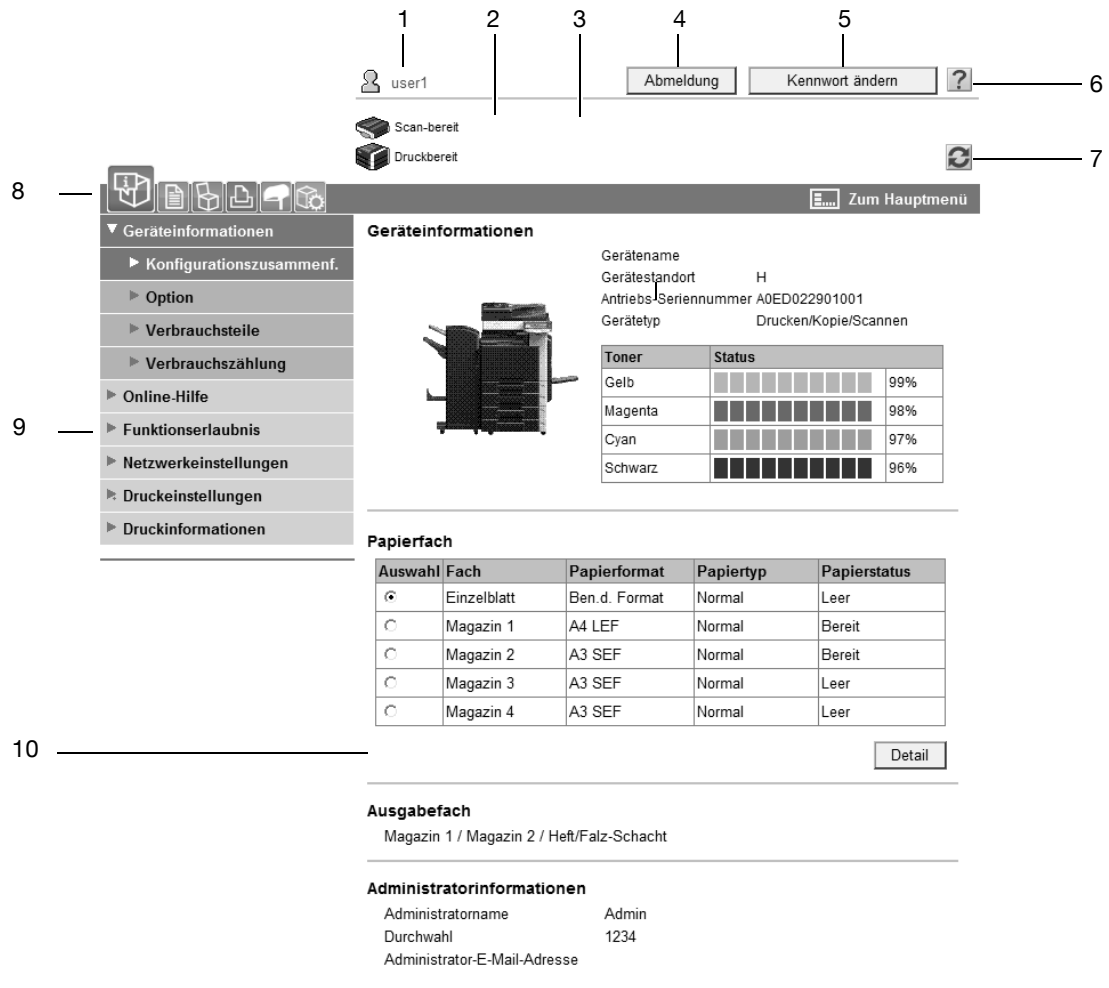 1 2 3 4 5
user1 Abmeldung Kennwort ändern ? 6
Scan-bereit
Druckbereit 7
8 Zum Hauptmenü
Geräteinformationen
Konfigurationszusammenf.
Option
Verbrauchsteile
Verbrauchszählung
Online-Hilfe
9 Funktionserlaubnis
Netzwerkeinstellungen
Druckeinstellungen
Druckinformationen
Geräteinformationen
Gerätename
Gerätestandort H
Antriebs-Seriennummer A0ED022901001
Gerätetyp Drucken/Kopie/Scannen
Toner Status
Gelb 99%
Magenta 98%
Cyan 97%
Schwarz 96%
Papierfach
Auswahl Fach Papierformat Papiertyp Papierstatus
Einzelblatt Ben.d. Format Normal Leer
Magazin 1 A4 LEF Normal Bereit
Magazin 2 A3 SEF Normal Bereit
Magazin 3 A3 SEF Normal Leer
Magazin 4 A3 SEF Normal Leer
10 Detail
Ausgabefach
Magazin 1 / Magazin 2 / Heft/Falz-Schacht
Administratorinformationen
Administratorname Admin
Durchwahl 1234
Administrator-E-Mail-Adresse